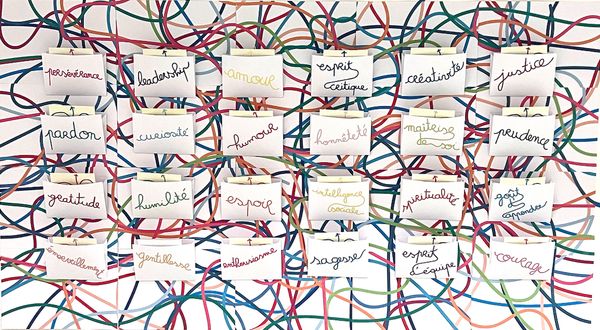 persévérance
leadership
amour
esprit
critique
créativité
justice
pardon
curiosité
humour
honnêteté
maîtrise
de soi
prudence
gratitude
humilité
espoir
intelligence
sociale
spiritualité
goût
apprendre
émerveillement
gentillesse
enthousiasme
sagesse
esprit
d'équipe
courage